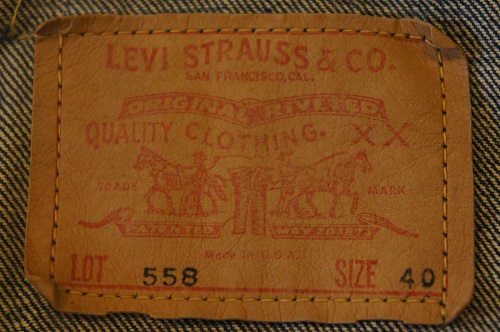 LEVI STRAUSS & CO.
SAN FRANCISCO, CAL.
ORIGINAL RIVETED
QUALITY CLOTHING. XX
TRADE MARK
PATENTED MAY 20 1873
Made in U.S.A.
LOT 558 SIZE 40